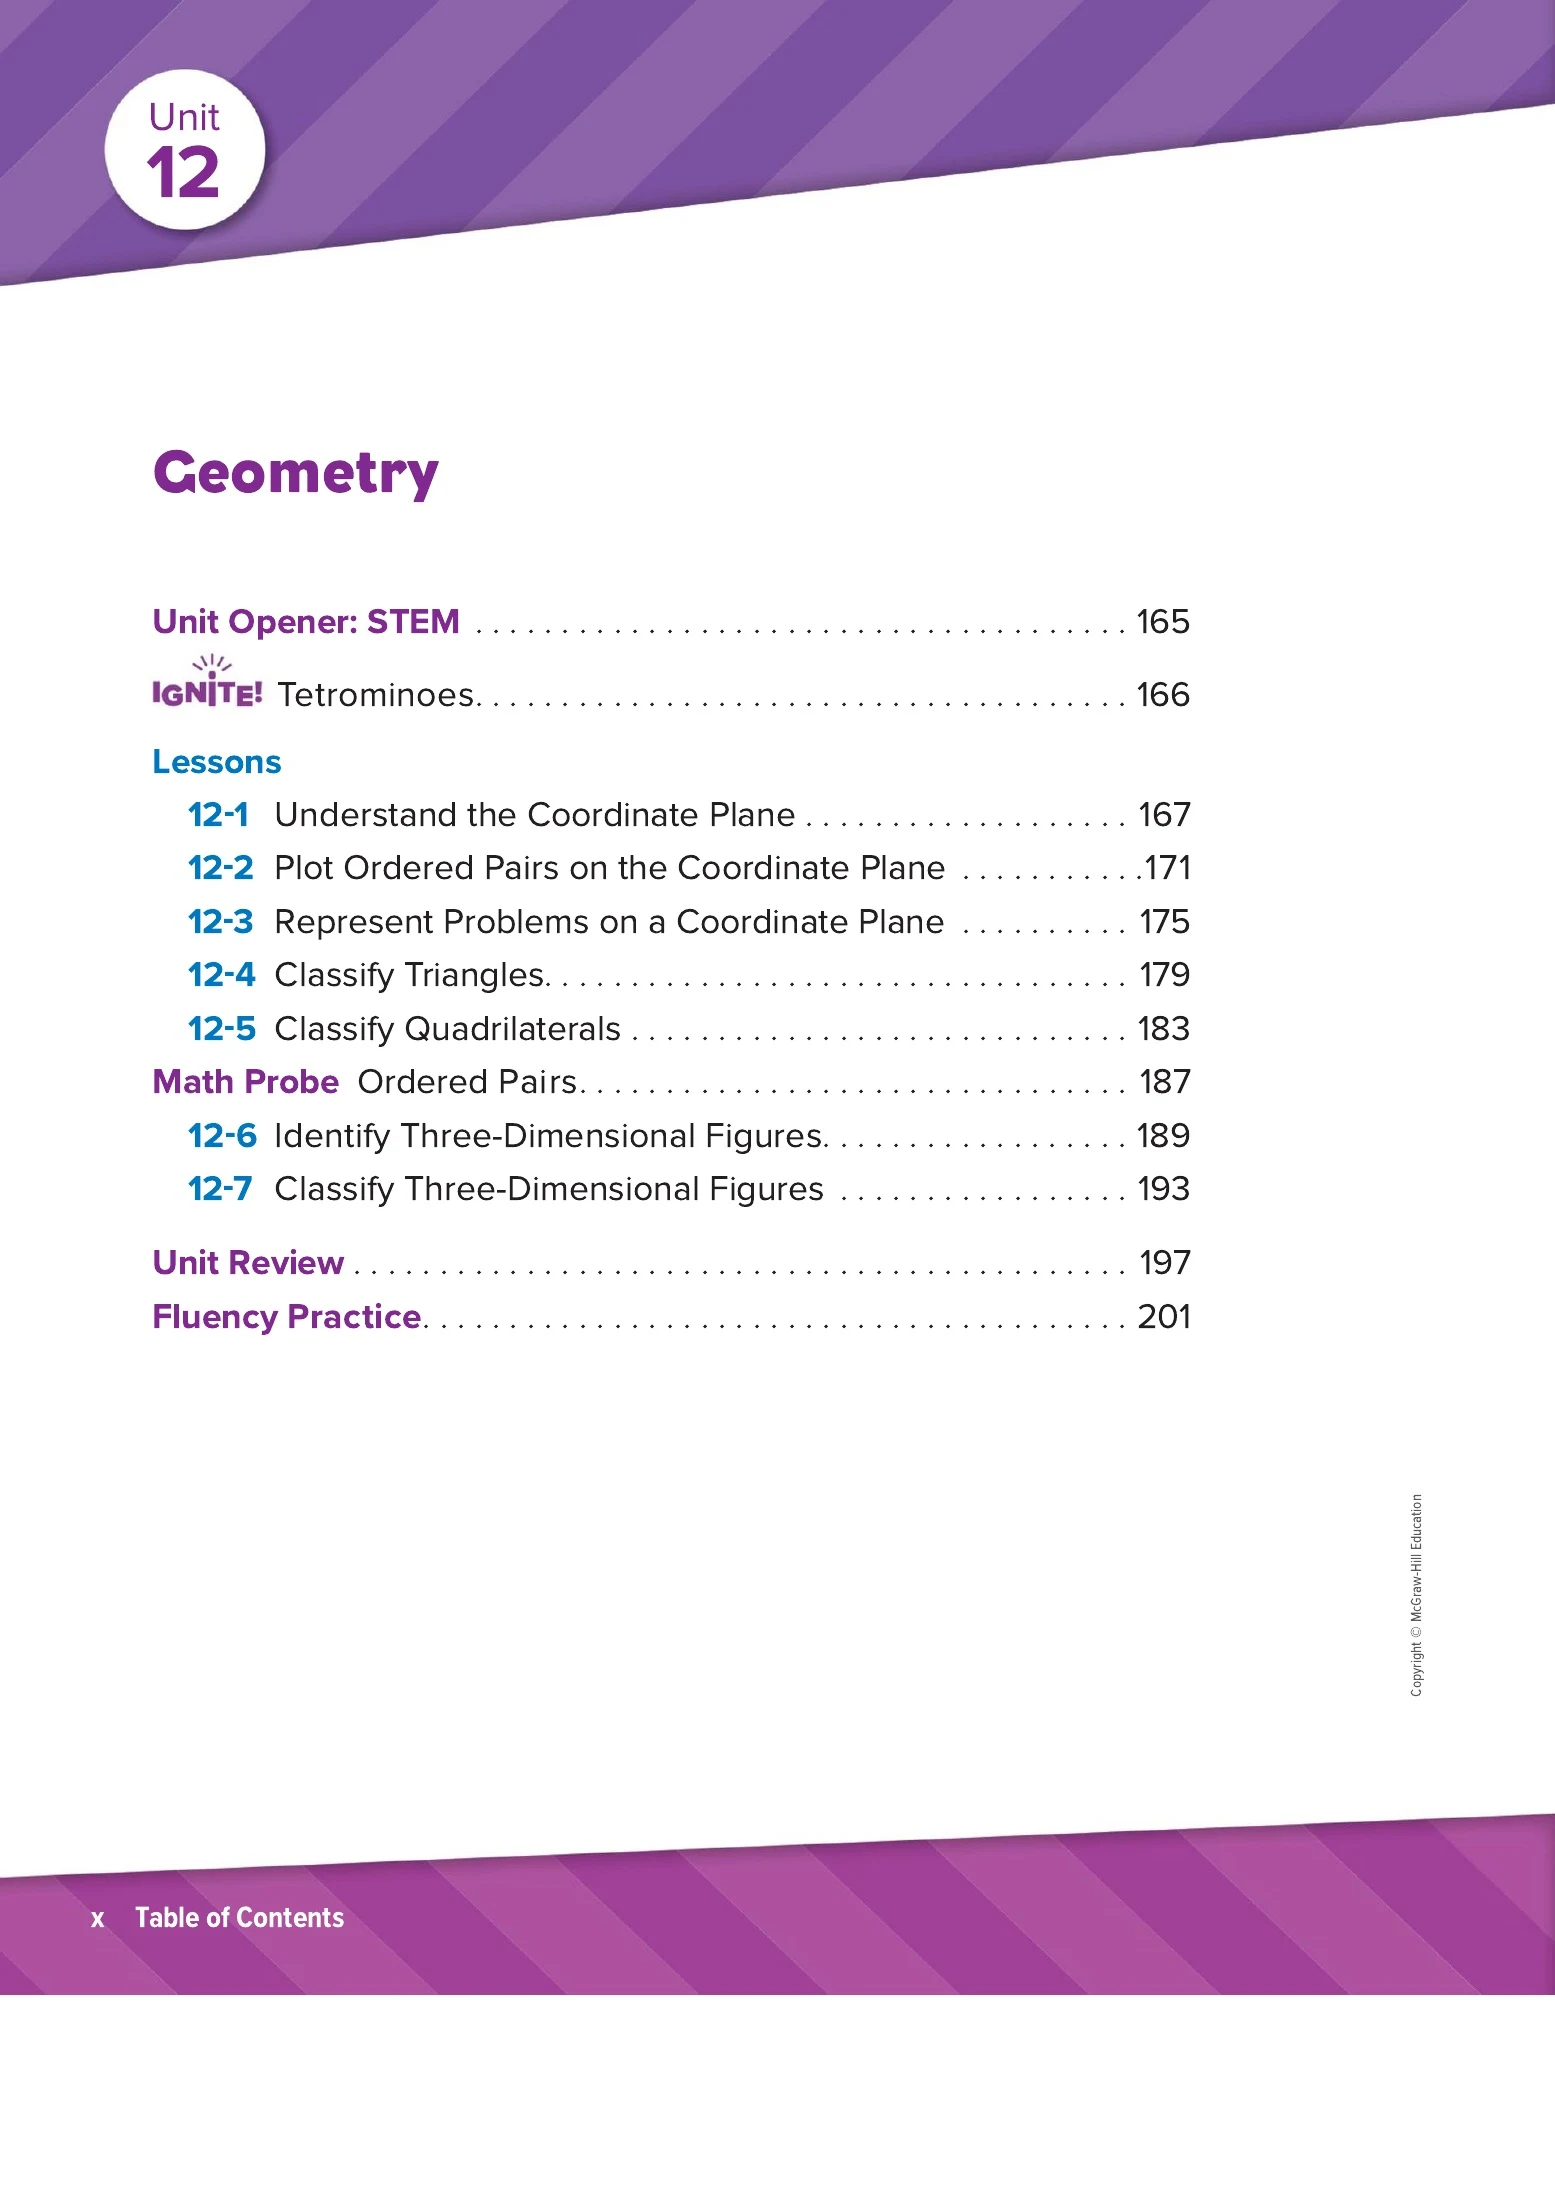 Unit
12
Geometry
Unit Opener: STEM . . . . . . . . . . . . . . . . . . . . . . . . . . . . . . . . . . . . . . 165
IGNITE! Tetrominoes. . . . . . . . . . . . . . . . . . . . . . . . . . . . . . . . . . . . . . 166
Lessons
12-1 Understand the Coordinate Plane . . . . . . . . . . . . . . . . . . . 167
12-2 Plot Ordered Pairs on the Coordinate Plane . . . . . . . . . . .171
12-3 Represent Problems on a Coordinate Plane . . . . . . . . . . 175
12-4 Classify Triangles. . . . . . . . . . . . . . . . . . . . . . . . . . . . . . . . . . 179
12-5 Classify Quadrilaterals . . . . . . . . . . . . . . . . . . . . . . . . . . . . . 183
Math Probe Ordered Pairs. . . . . . . . . . . . . . . . . . . . . . . . . . . . . . . . 187
12-6 Identify Three-Dimensional Figures. . . . . . . . . . . . . . . . . . 189
12-7 Classify Three-Dimensional Figures . . . . . . . . . . . . . . . . . 193
Unit Review . . . . . . . . . . . . . . . . . . . . . . . . . . . . . . . . . . . . . . . . . . . . . 197
Fluency Practice. . . . . . . . . . . . . . . . . . . . . . . . . . . . . . . . . . . . . . . . . 201
Copyright © McGraw-Hill Education
x Table of Contents